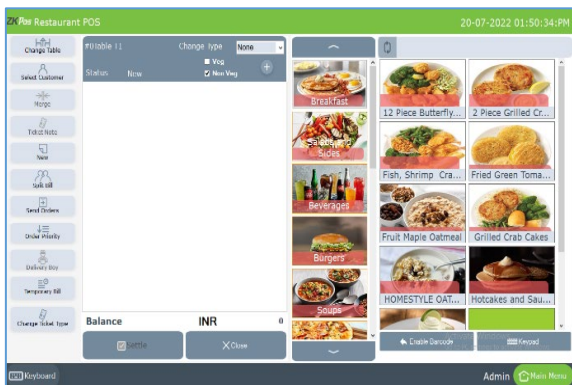 ZKPos Restaurant POS
20-07-2022 01:50:34:PM
Change Table
Select Customer
Merge
Ticket Note
New
Split Bill
Send Orders
Order Priority
Delivery Boy
Temporary Bill
Change Ticket Type
Change Type
None
Veg
Status
New
Non Veg
Balance
INR
0
Settle
Close
Breakfast
Salads and
Sides
Beverages
Burgers
Soups
12 Piece Butterfly...
2 Piece Grilled Cr...
Fish, Shrimp Cra...
Fried Green Toma...
Fruit Maple Oatmeal
Grilled Crab Cakes
HOMESTYLE OAT...
Hotcakes and Sau...
Enable Barcode
Keypad
Keyboard
Admin
Main Menu